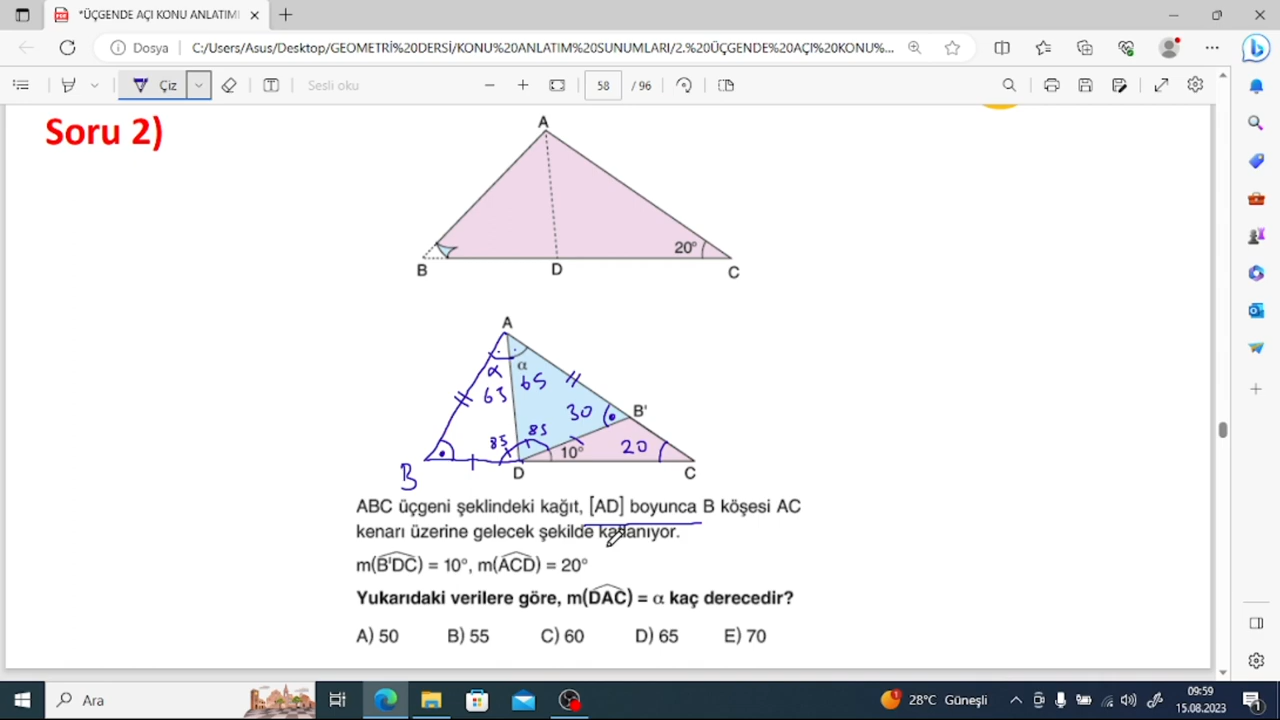 *ÜÇGENDE AÇI KONU ANLATIMI
Dosya
C:/Users/Asus/Desktop/GEOMETRİ%20DERSİ/KONU%20ANLATIM%20SUNUMLARI/2.%20ÜÇGENDE%20AÇI%20KONU%...
Çiz
Sesli oku
58
/ 96
Soru 2)
A
20°
B
D
C
A
α
α
65
65
30
B'
85
85
10°
20
B
D
C
ABC üçgeni şeklindeki kağıt, [AD] boyunca B köşesi AC
kenarı üzerine gelecek şekilde katlanıyor.
m(B'DC) = 10°, m(ACD) = 20°
Yukarıdaki verilere göre, m(DAC) = α kaç derecedir?
A) 50 B) 55 C) 60 D) 65 E) 70
Ara
28°C Güneşli
09:59
15.08.2023
1